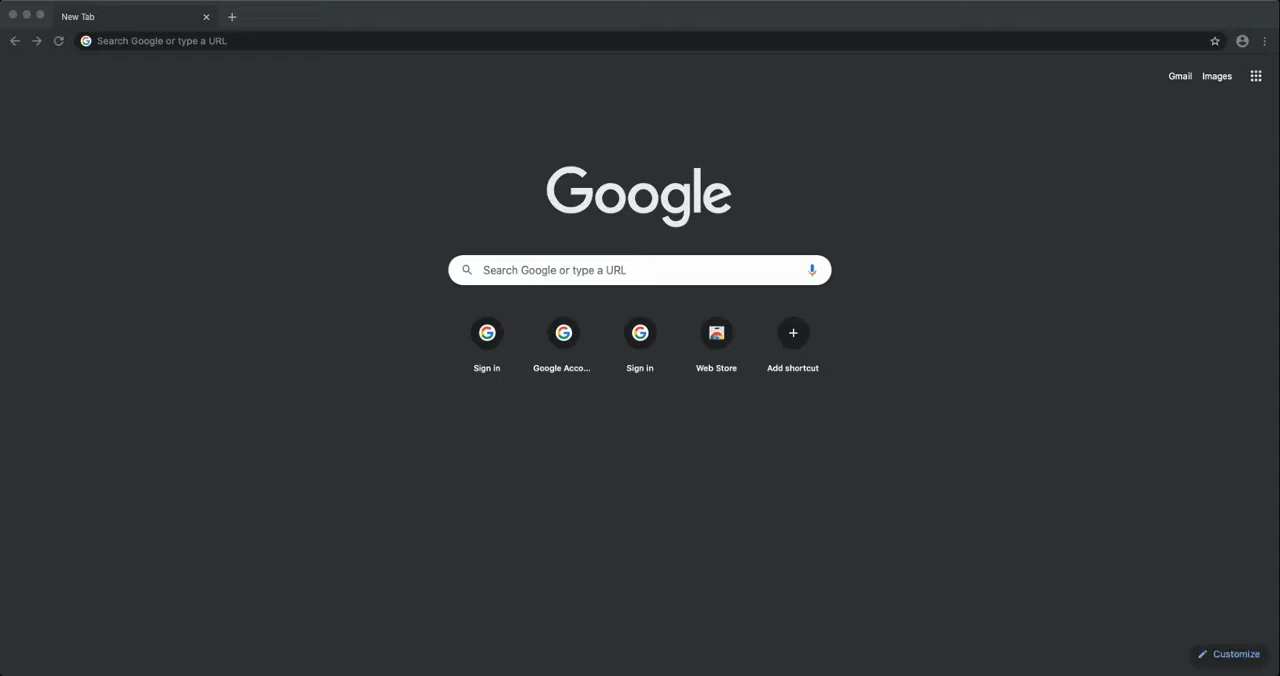 New Tab
Search Google or type a URL
Gmail Images
Google
Search Google or type a URL
Sign in Google Acco... Sign in Web Store Add shortcut
Customize